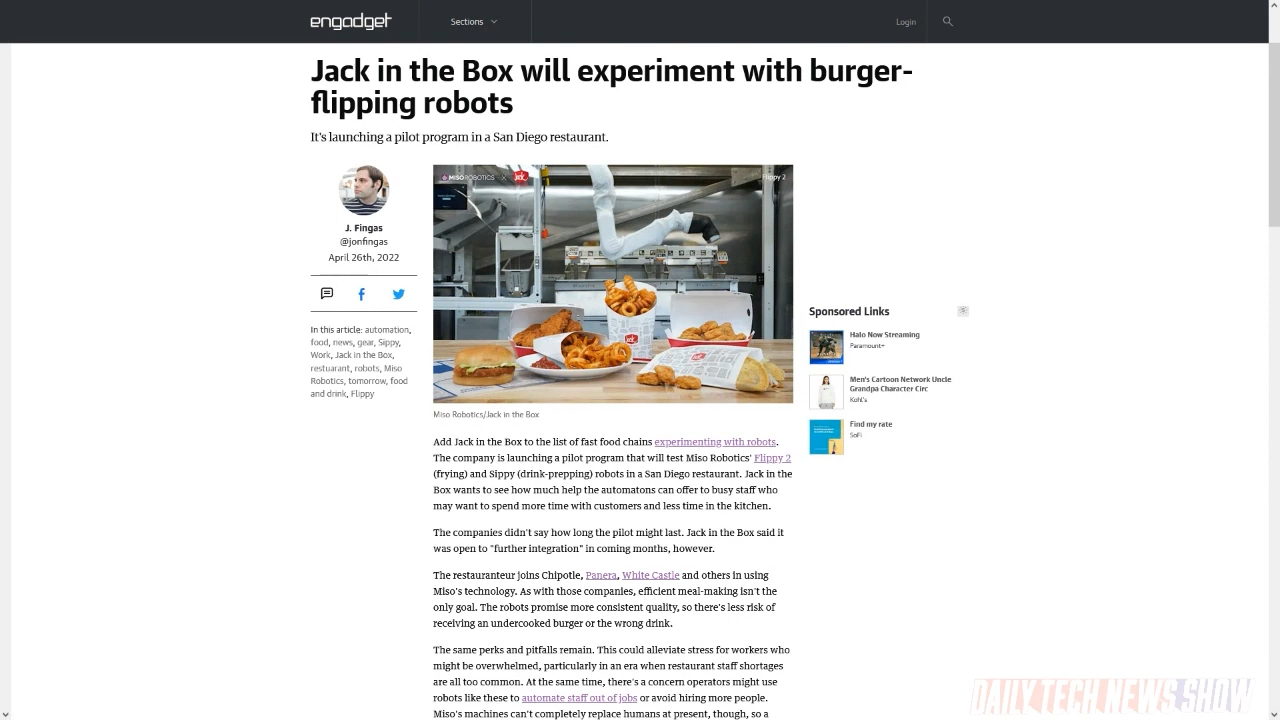 engadget
Sections
Login
Jack in the Box will experiment with burger-
flipping robots
It's launching a pilot program in a San Diego restaurant.
J. Fingas
@jonfingas
April 26th, 2022
In this article: automation,
food, news, gear, Sippy,
Work, Jack in the Box,
restuarant, robots, Miso
Robotics, tomorrow, food
and drink, Flippy
MISO ROBOTICS
Flippy 2
Miso Robotics/Jack in the Box
Add Jack in the Box to the list of fast food chains experimenting with robots.
The company is launching a pilot program that will test Miso Robotics' Flippy 2
(frying) and Sippy (drink-prepping) robots in a San Diego restaurant. Jack in the
Box wants to see how much help the automatons can offer to busy staff who
may want to spend more time with customers and less time in the kitchen.
The companies didn't say how long the pilot might last. Jack in the Box said it
was open to "further integration" in coming months, however.
The restauranteur joins Chipotle, Panera, White Castle and others in using
Miso's technology. As with those companies, efficient meal-making isn't the
only goal. The robots promise more consistent quality, so there's less risk of
receiving an undercooked burger or the wrong drink.
The same perks and pitfalls remain. This could alleviate stress for workers who
might be overwhelmed, particularly in an era when restaurant staff shortages
are all too common. At the same time, there's a concern operators might use
robots like these to automate staff out of jobs or avoid hiring more people.
Miso's machines can't completely replace humans at present, though, so a
Sponsored Links
Halo Now Streaming
Paramount+
Men's Cartoon Network Uncle
Grandpa Character Circ
Kohl's
Find my rate
SoFi
DAILY TECH NEWS SHOW